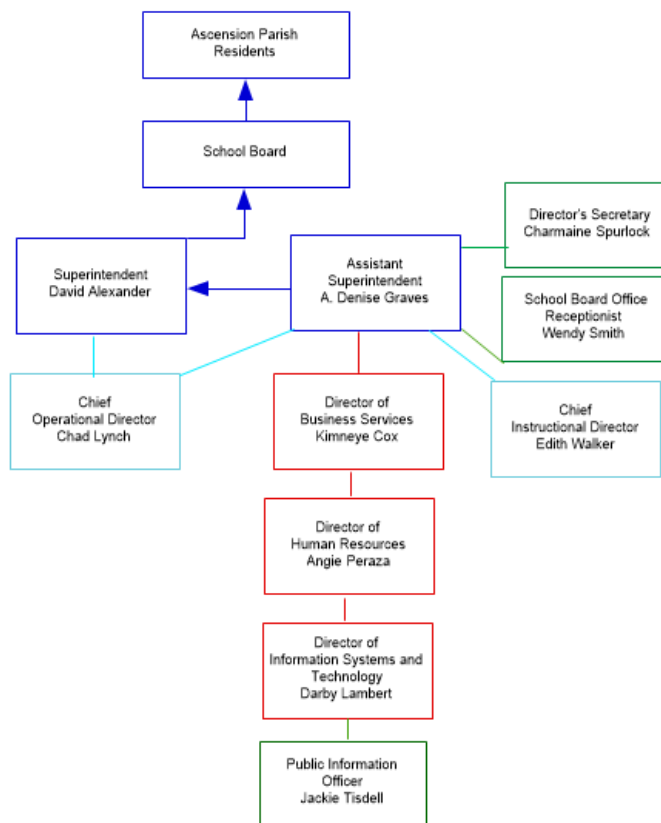 Ascension Parish
Residents
School Board
Director's Secretary
Charmaine Spurlock
Superintendent
David Alexander
Assistant
Superintendent
A. Denise Graves
School Board Office
Receptionist
Wendy Smith
Chief
Operational Director
Chad Lynch
Director of
Business Services
Kimneye Cox
Chief
Instructional Director
Edith Walker
Director of
Human Resources
Angie Peraza
Director of
Information Systems and
Technology
Darby Lambert
Public Information
Officer
Jackie Tisdell